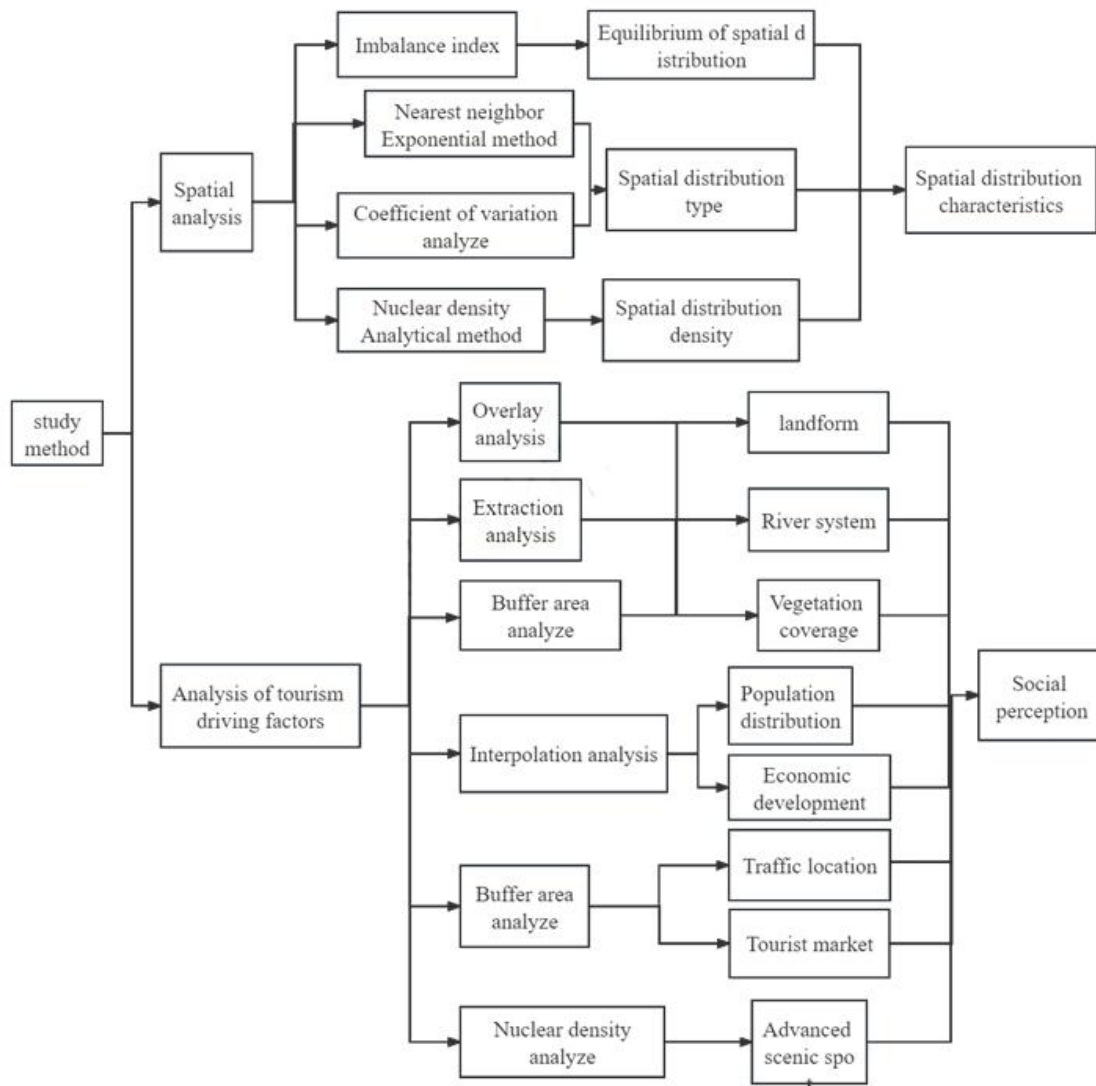 Imbalance index
Equilibrium of spatial d
istribution
Nearest neighbor
Exponential method
Spatial
analysis
Spatial distribution
type
Spatial distribution
characteristics
Coefficient of variation
analyze
Nuclear density
Analytical method
Spatial distribution
density
study
method
Overlay
analysis
landform
Extraction
analysis
River system
Buffer area
analyze
Vegetation
coverage
Analysis of tourism
driving factors
Population
distribution
Social
perception
Interpolation analysis
Economic
development
Traffic location
Buffer area
analyze
Tourist market
Nuclear density
analyze
Advanced
scenic spo